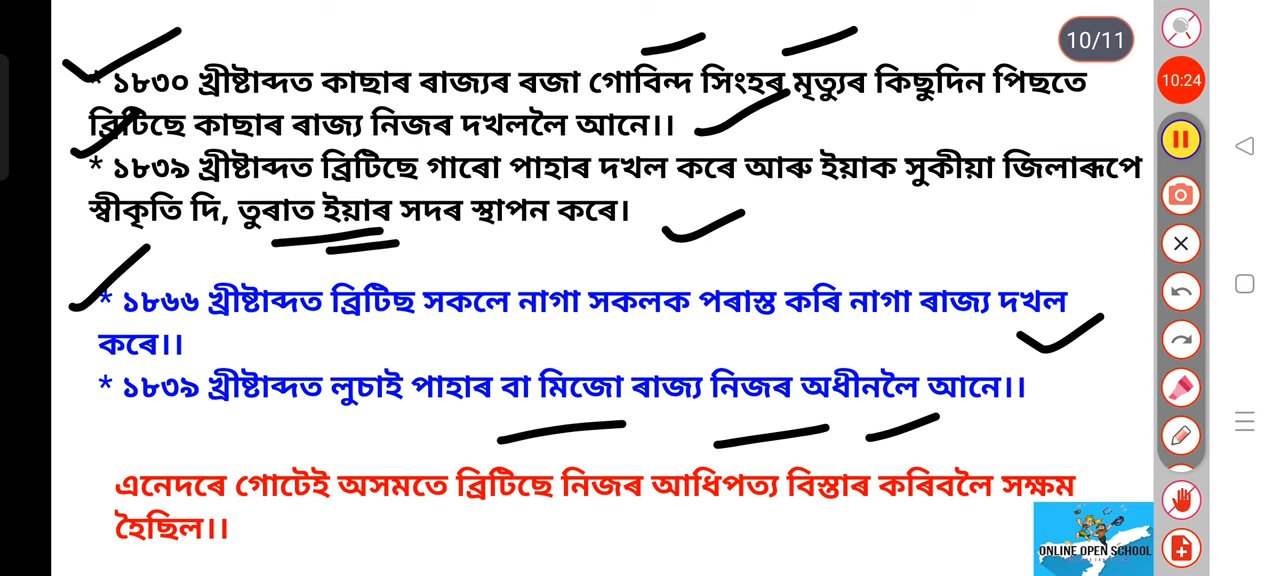 10/11
* ১৮৩০ খ্ৰীষ্টাব্দত কাছাৰ ৰাজ্যৰ ৰজা গোবিন্দ সিংহৰ মৃত্যুৰ কিছুদিন পিছতে
ব্ৰিটিছে কাছাৰ ৰাজ্য নিজৰ দখললৈ আনে।।
* ১৮৩৯ খ্ৰীষ্টাব্দত ব্ৰিটিছে গাৰো পাহাৰ দখল কৰে আৰু ইয়াক সুকীয়া জিলাৰূপে
স্বীকৃতি দি, তুৰাত ইয়াৰ সদৰ স্থাপন কৰে।
* ১৮৬৬ খ্ৰীষ্টাব্দত ব্ৰিটিছ সকলে নাগা সকলক পৰাস্ত কৰি নাগা ৰাজ্য দখল
কৰে।।
* ১৮৩৯ খ্ৰীষ্টাব্দত লুচাই পাহাৰ বা মিজো ৰাজ্য নিজৰ অধীনলৈ আনে।।
এনেদৰে গোটেই অসমতে ব্ৰিটিছে নিজৰ আধিপত্য বিস্তাৰ কৰিবলৈ সক্ষম
হৈছিল।।
10:24
ONLINE OPEN SCHOOL